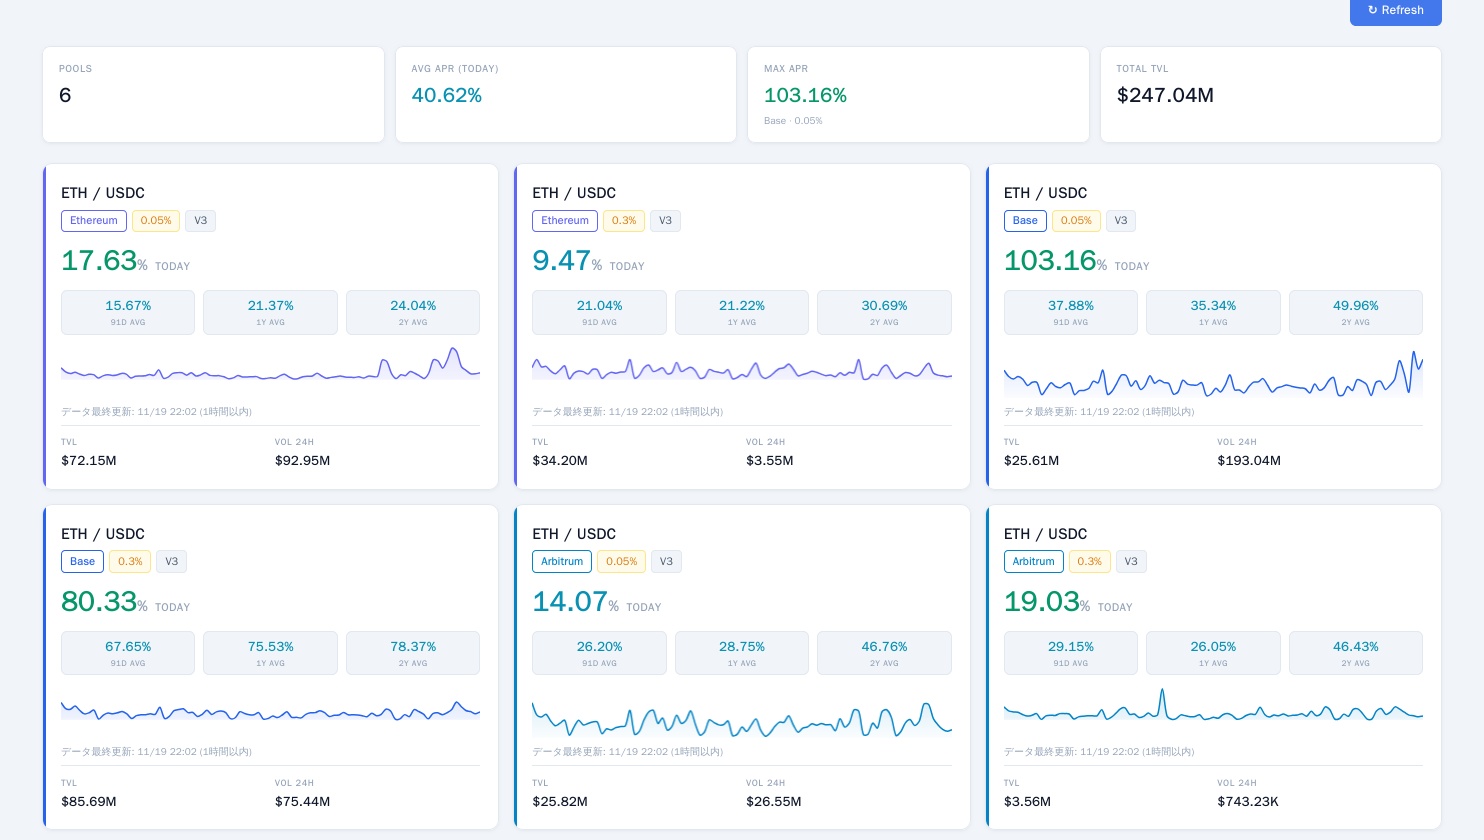 ↻ Refresh
POOLS
6
AVG APR (TODAY)
40.62%
MAX APR
103.16%
Base · 0.05%
TOTAL TVL
$247.04M
ETH / USDC
Ethereum 0.05% V3
17.63% TODAY
15.67% 21.37% 24.04%
91D AVG 1Y AVG 2Y AVG
データ最終更新: 11/19 22:02 (1時間以内)
TVL VOL 24H
$72.15M $92.95M
ETH / USDC
Ethereum 0.3% V3
9.47% TODAY
21.04% 21.22% 30.69%
91D AVG 1Y AVG 2Y AVG
データ最終更新: 11/19 22:02 (1時間以内)
TVL VOL 24H
$34.20M $3.55M
ETH / USDC
Base 0.05% V3
103.16% TODAY
37.88% 35.34% 49.96%
91D AVG 1Y AVG 2Y AVG
データ最終更新: 11/19 22:02 (1時間以内)
TVL VOL 24H
$25.61M $193.04M
ETH / USDC
Base 0.3% V3
80.33% TODAY
67.65% 75.53% 78.37%
91D AVG 1Y AVG 2Y AVG
データ最終更新: 11/19 22:02 (1時間以内)
TVL VOL 24H
$85.69M $75.44M
ETH / USDC
Arbitrum 0.05% V3
14.07% TODAY
26.20% 28.75% 46.76%
91D AVG 1Y AVG 2Y AVG
データ最終更新: 11/19 22:02 (1時間以内)
TVL VOL 24H
$25.82M $26.55M
ETH / USDC
Arbitrum 0.3% V3
19.03% TODAY
29.15% 26.05% 46.43%
91D AVG 1Y AVG 2Y AVG
データ最終更新: 11/19 22:02 (1時間以内)
TVL VOL 24H
$3.56M $743.23K